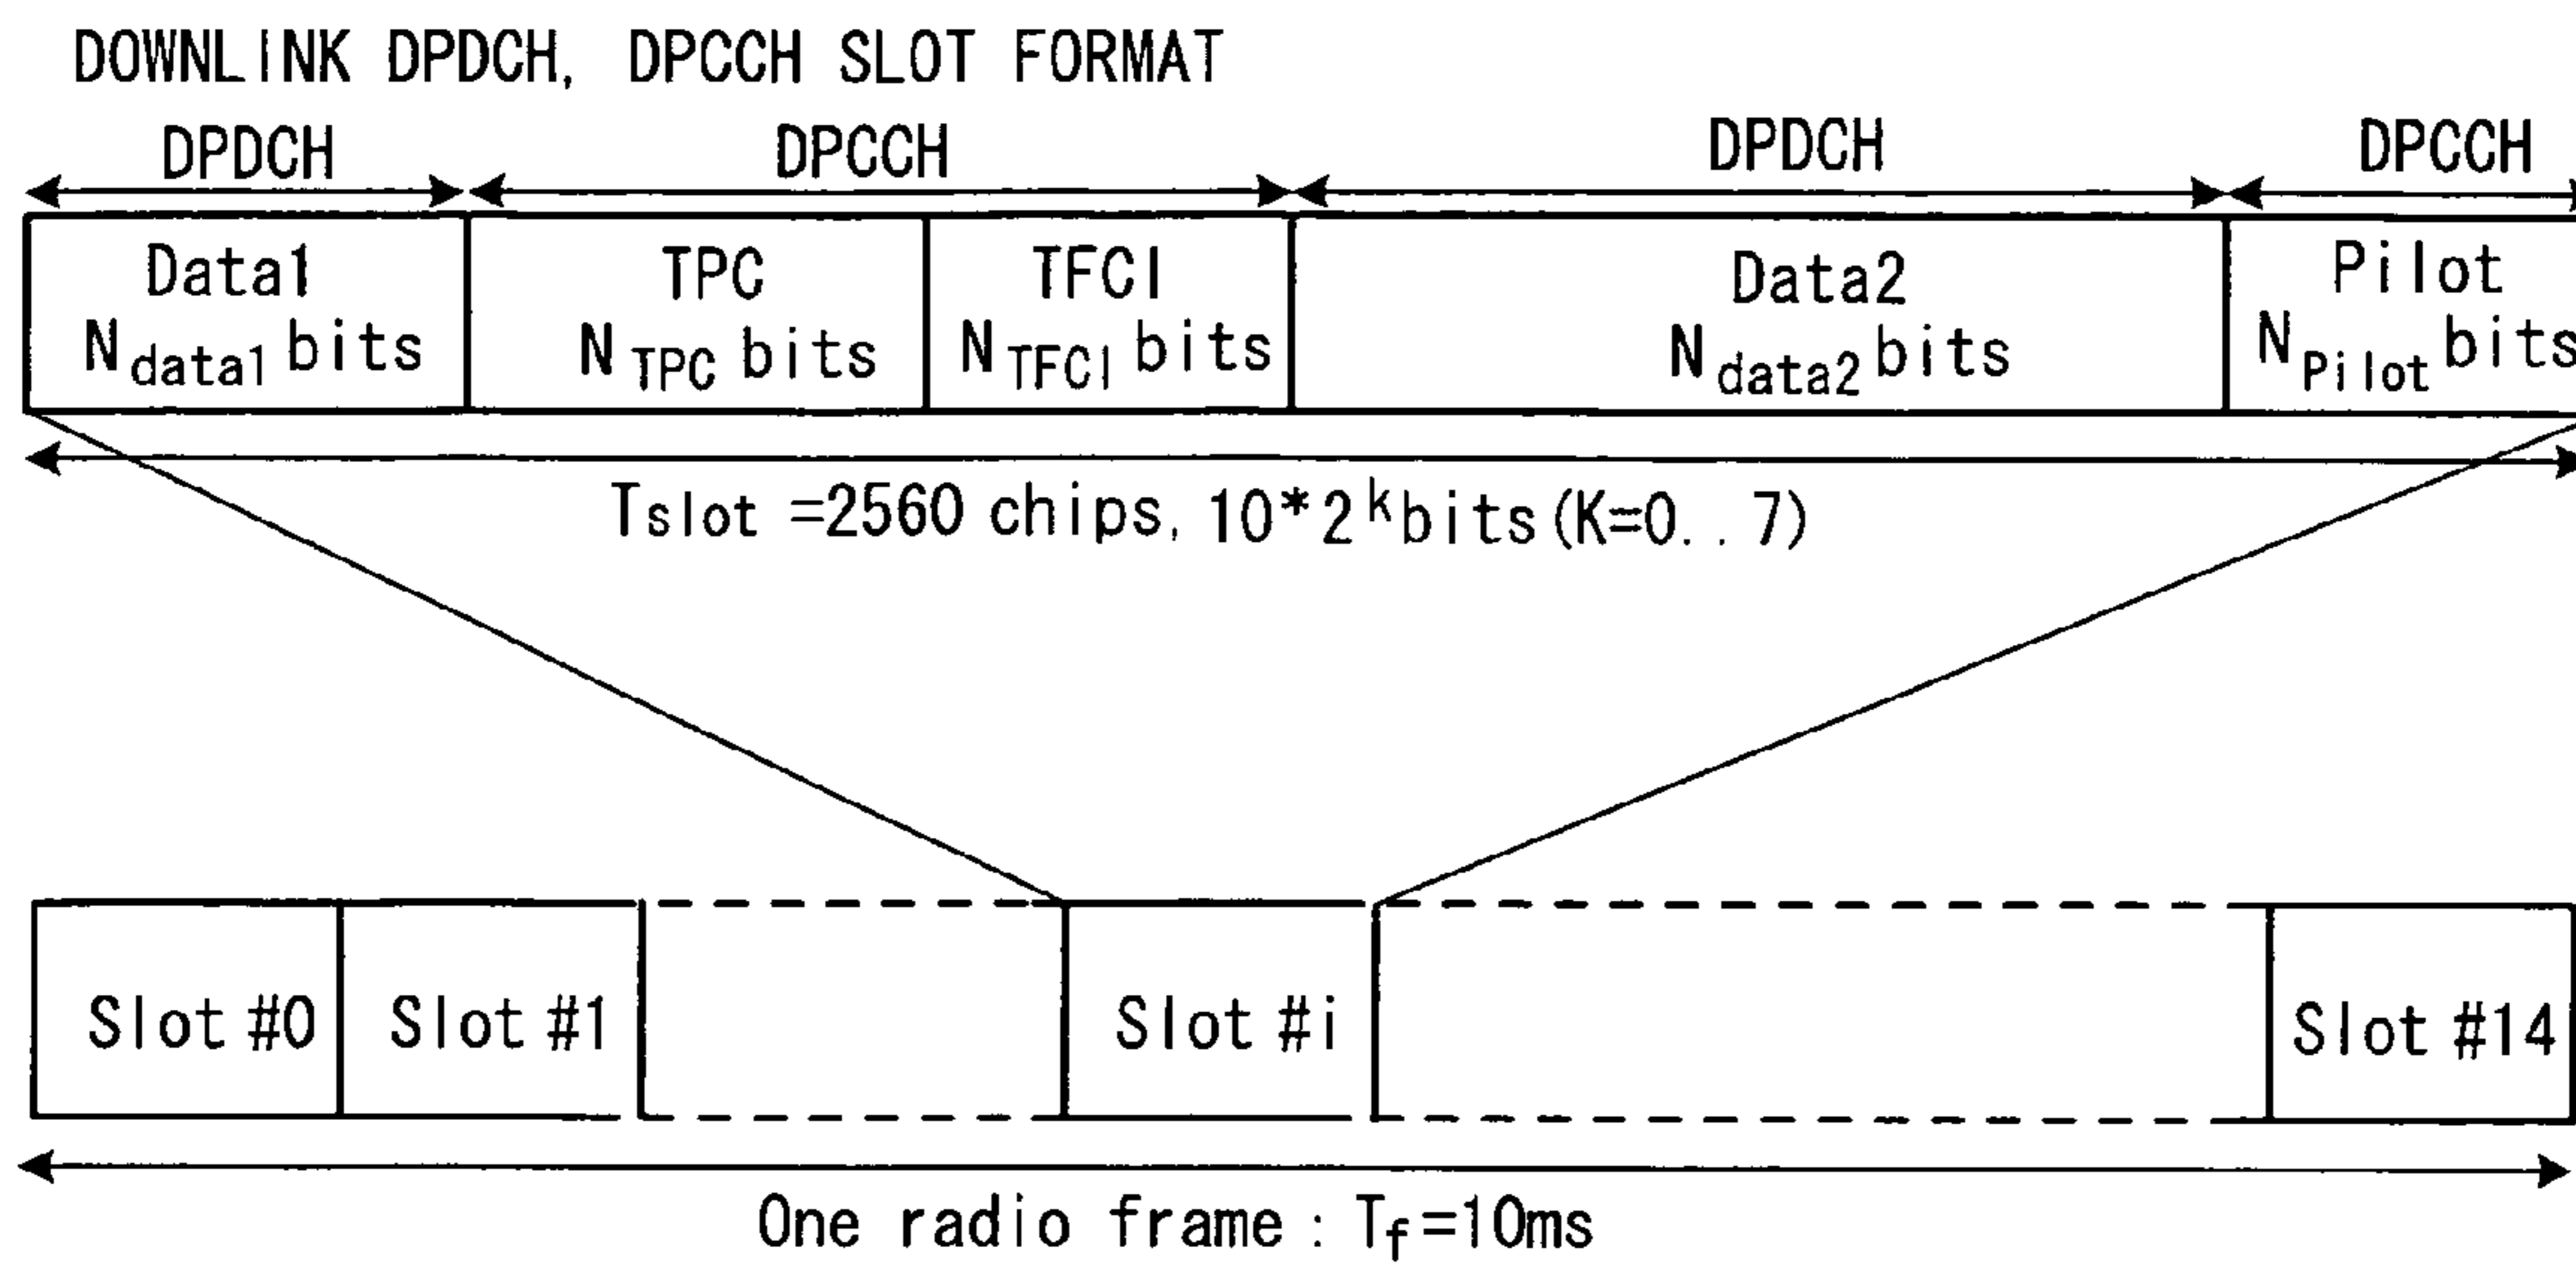 DOWNLINK DPDCH, DPCCH SLOT FORMAT
DPDCH DPCCH DPDCH DPCCH
Data1 TPC TFCI Data2 Pilot
Ndata1 bits NTPC bits NTFCI bits Ndata2 bits NPilot bits
Tslot =2560 chips, 10*2^k bits (K=0. . 7)
Slot #0 Slot #1 Slot #i Slot #14
One radio frame : Tf=10ms